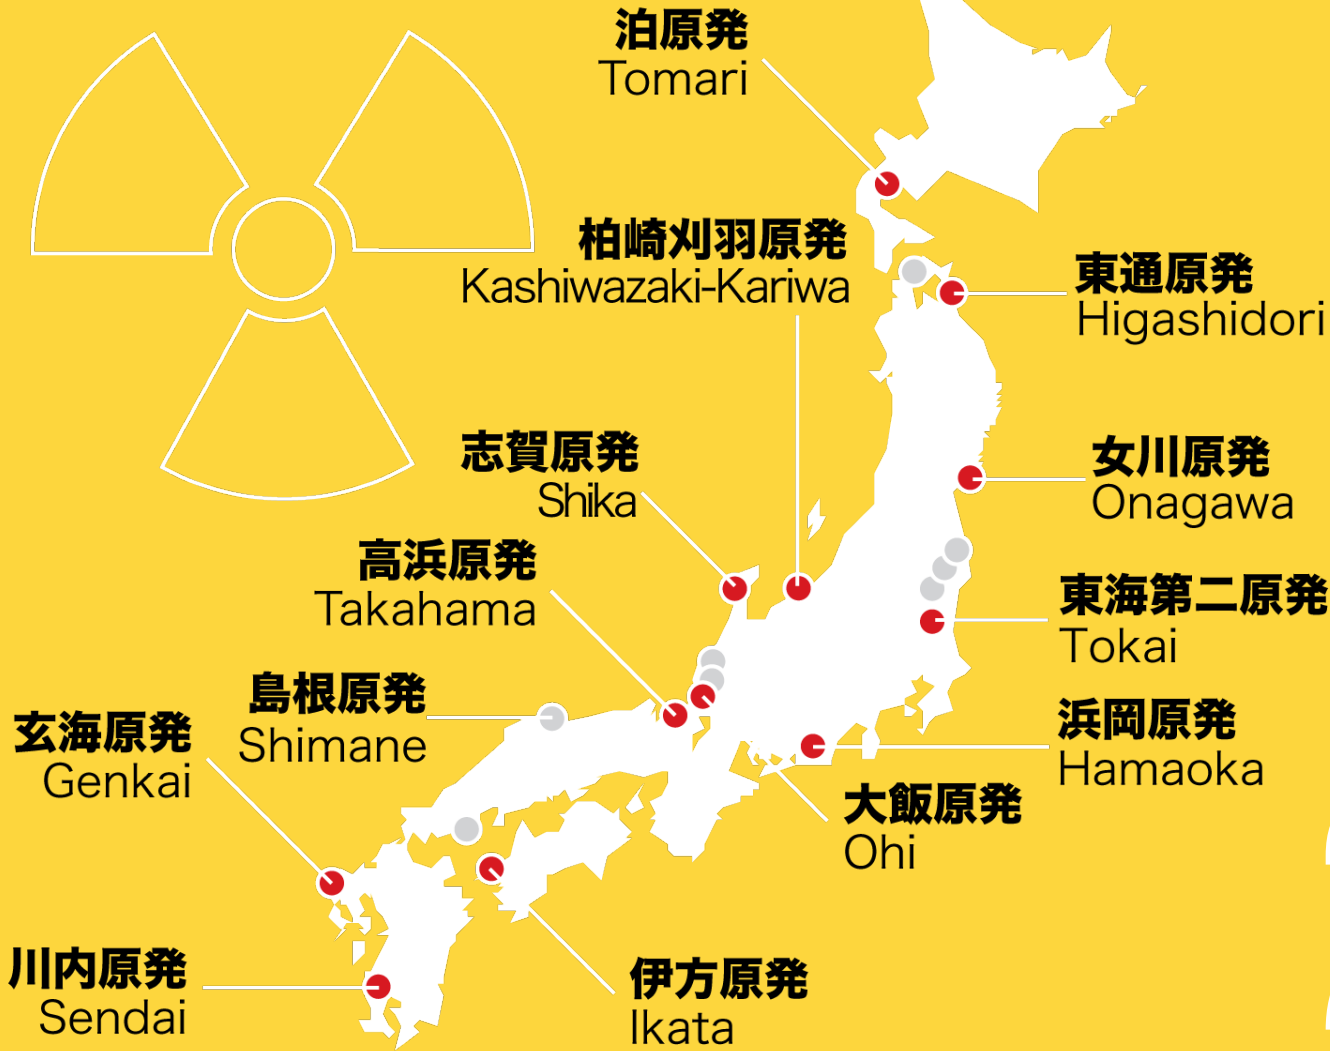 泊原発
Tomari
柏崎刈羽原発
Kashiwazaki-Kariwa
東通原発
Higashidori
志賀原発
Shika
女川原発
Onagawa
高浜原発
Takahama
東海第二原発
Tokai
島根原発
Shimane
玄海原発
Genkai
浜岡原発
Hamaoka
大飯原発
Ohi
川内原発
Sendai
伊方原発
Ikata